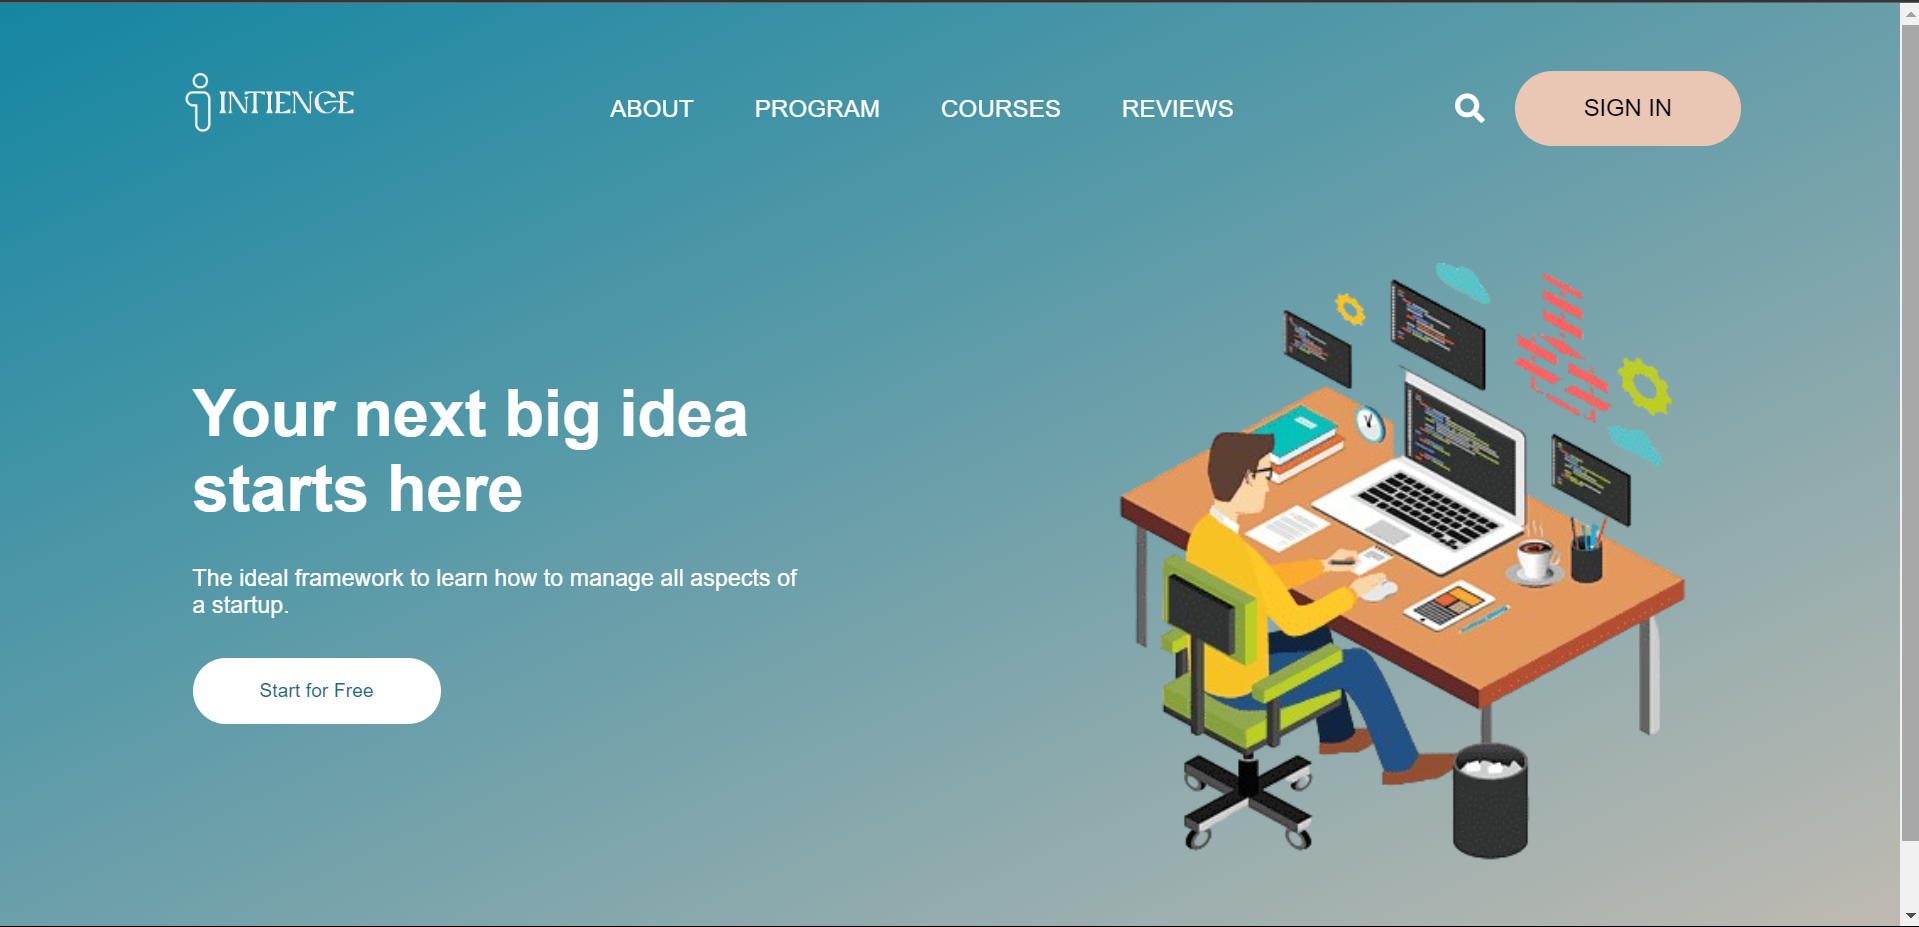 INTIENCE
ABOUT
PROGRAM
COURSES
REVIEWS
SIGN IN
Your next big idea
starts here
The ideal framework to learn how to manage all aspects of
a startup.
Start for Free